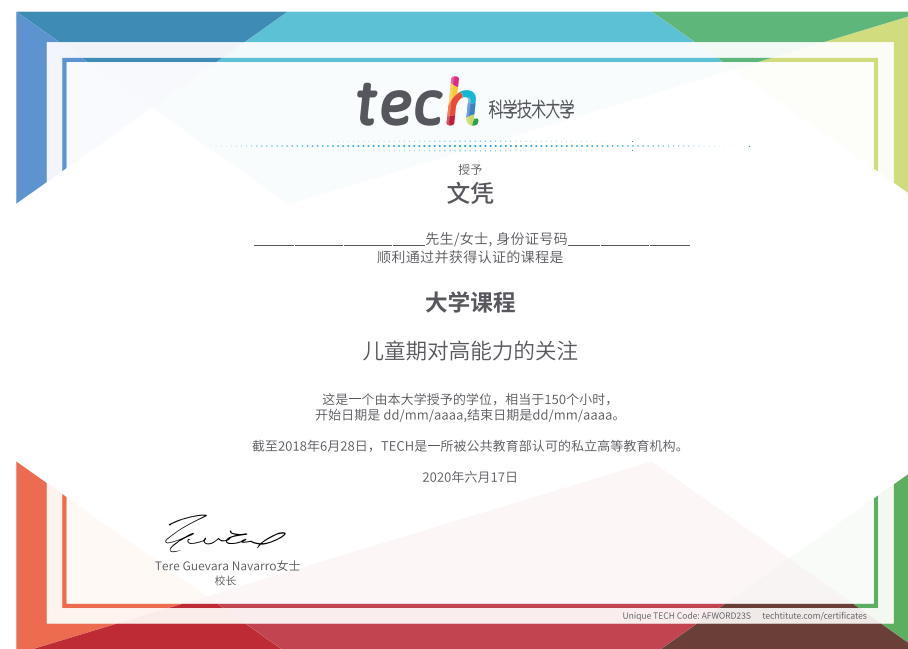 tech 科学技术大学
授予
文凭
______________________先生/女士, 身份证号码_______________
顺利通过并获得认证的课程是
大学课程
儿童期对高能力的关注
这是一个由本大学授予的学位，相当于150个小时，
开始日期是 dd/mm/aaaa,结束日期是dd/mm/aaaa。
截至2018年6月28日，TECH是一所被公共教育部认可的私立高等教育机构。
2020年六月17日
Tere Guevara Navarro女士
校长
Unique TECH Code: AFWORD23S techtitute.com/certificates